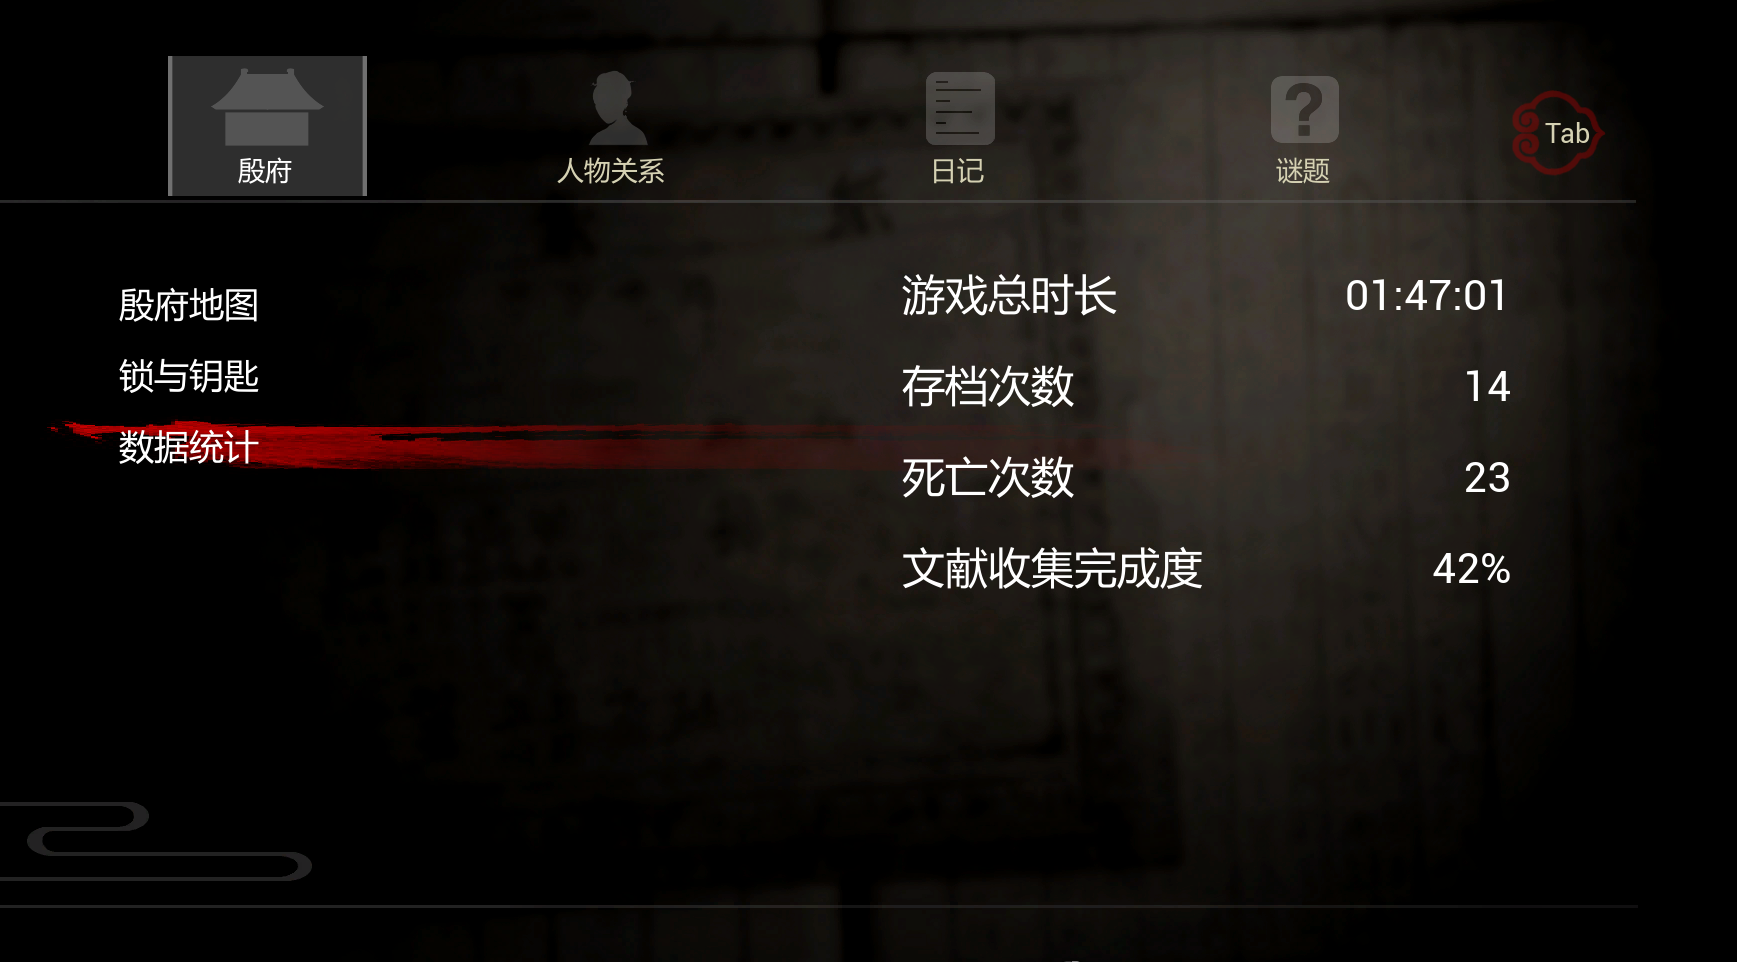 殷府
人物关系
日记
谜题
Tab
殷府地图
锁与钥匙
数据统计
游戏总时长 01:47:01
存档次数 14
死亡次数 23
文献收集完成度 42%